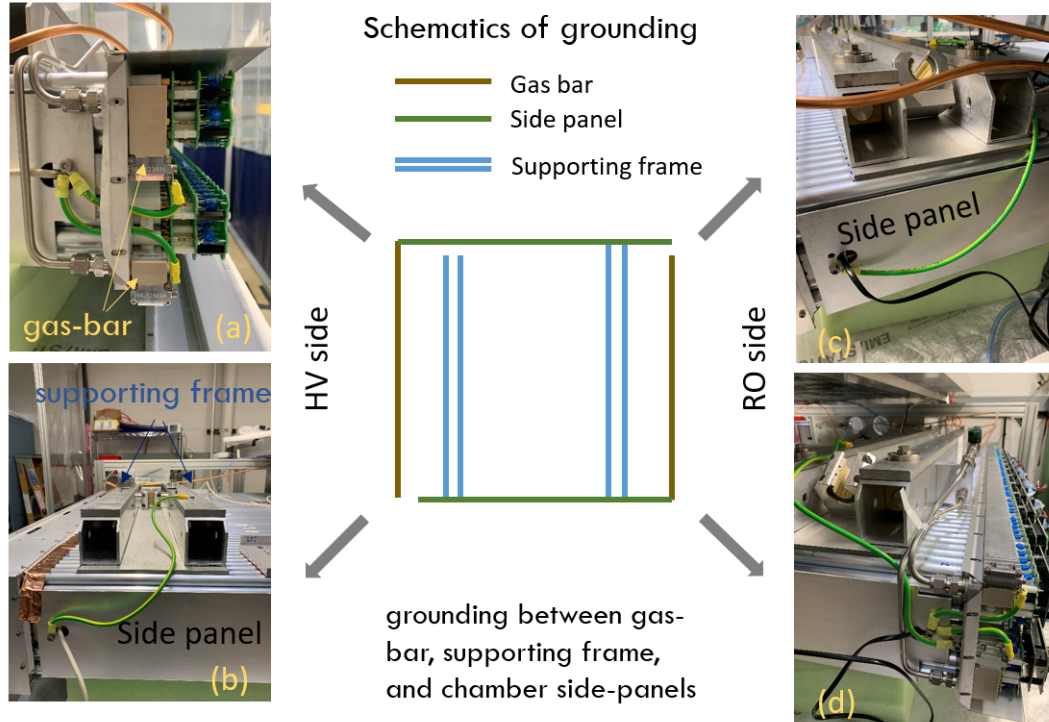 Schematics of grounding
Gas bar
Side panel
Supporting frame
gas-bar
(a)
supporting frame
Side panel
(b)
HV side
RO side
Side panel
(c)
(d)
grounding between gas-
bar, supporting frame,
and chamber side-panels